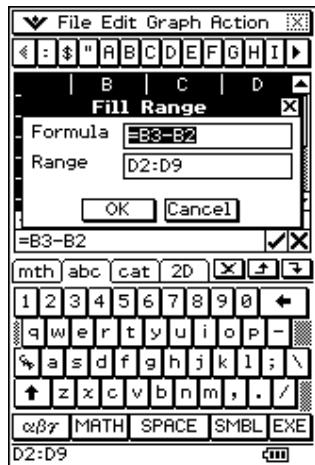 File Edit Graph Action
: $ " A B C D E F G H I
B C D
Fill Range
Formula =B3-B2
Range D2:D9
OK Cancel
=B3-B2
mth abc cat 2D
1 2 3 4 5 6 7 8 9 0
q w e r t y u i o p -
a s d f g h j k l ; \
z x c v b n m , . /
αβγ MATH SPACE SMBL EXE
D2:D9